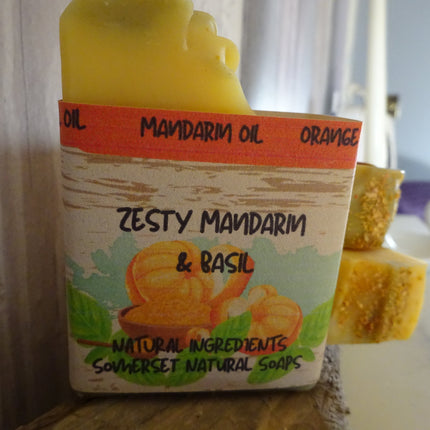 OIL MANDARIN OIL ORANGE
ZESTY MANDARIN
& BASIL
NATURAL INGREDIENTS
SOMERSET NATURAL SOAPS